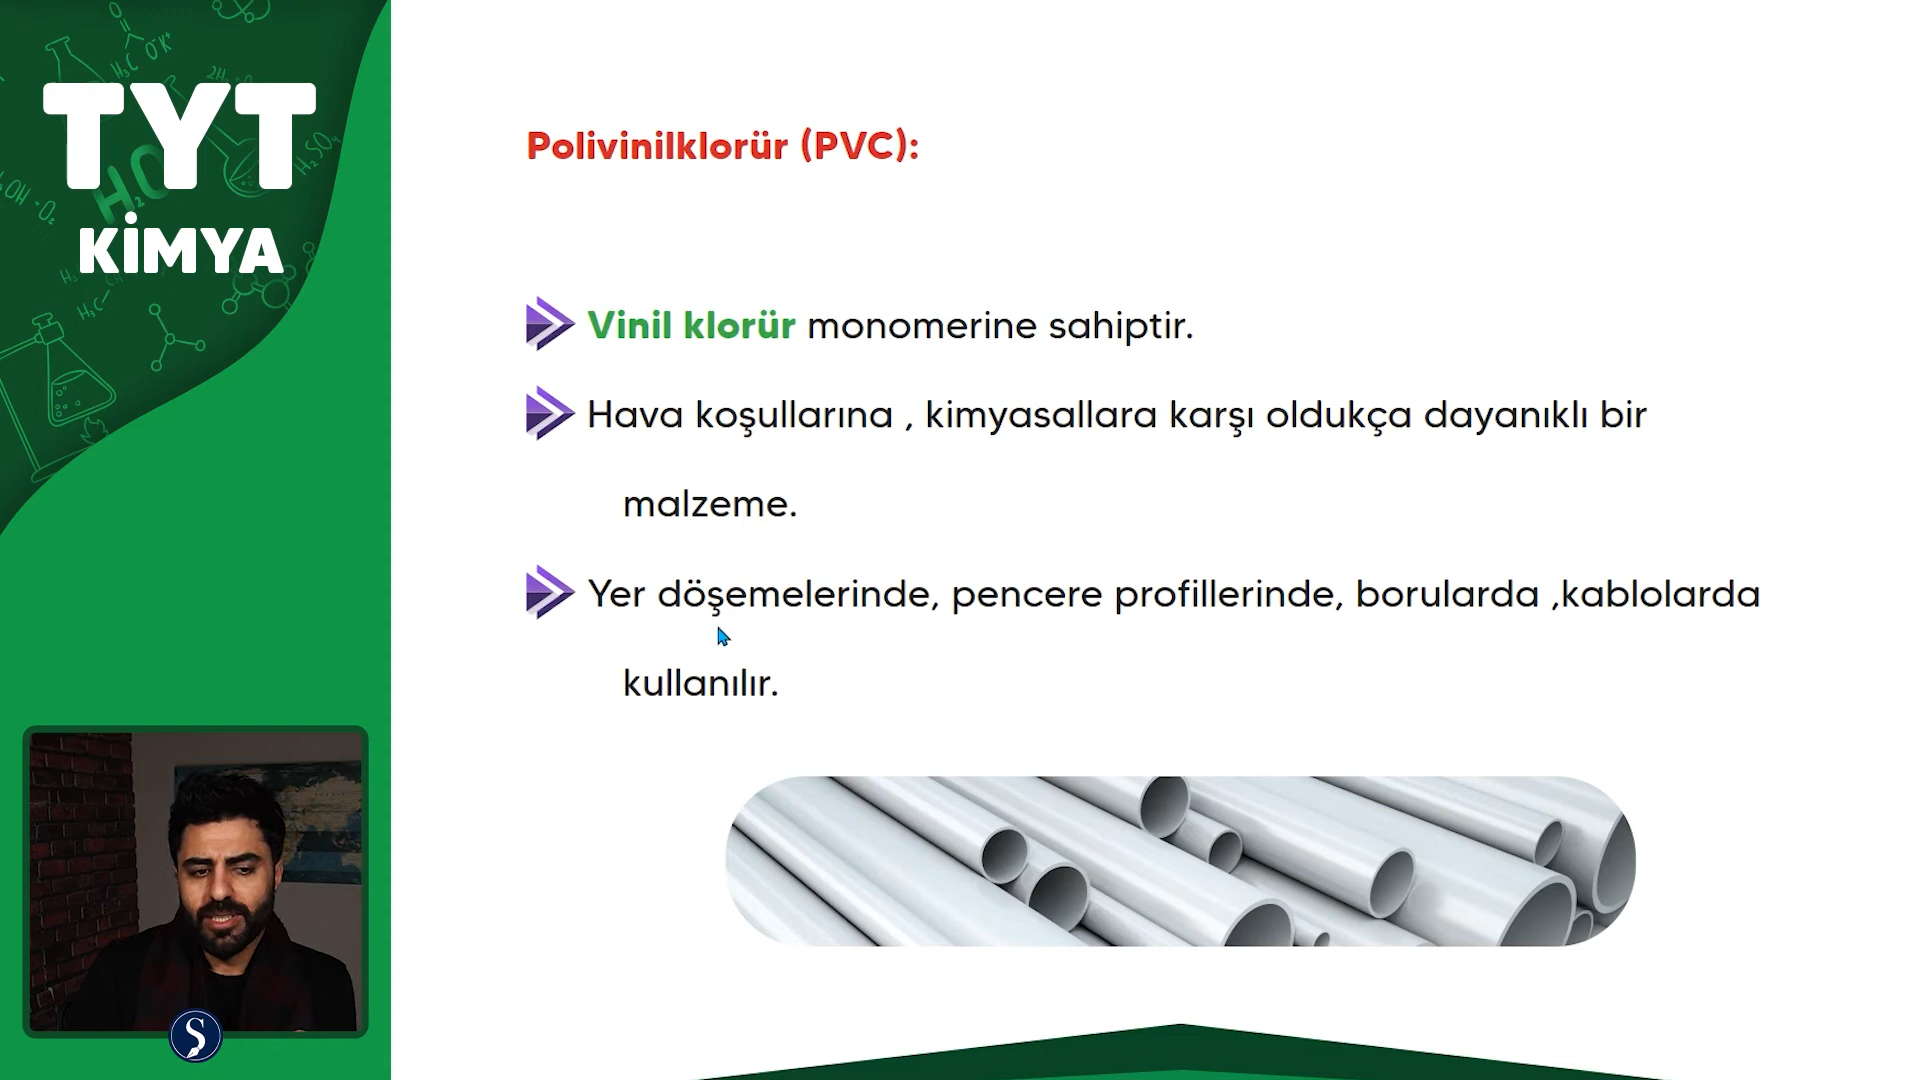 TYT
KİMYA
Polivinilklorür (PVC):
Vinil klorür monomerine sahiptir.
Hava koşullarına , kimyasallara karşı oldukça dayanıklı bir
malzeme.
Yer döşemelerinde, pencere profillerinde, borularda ,kablolarda
kullanılır.